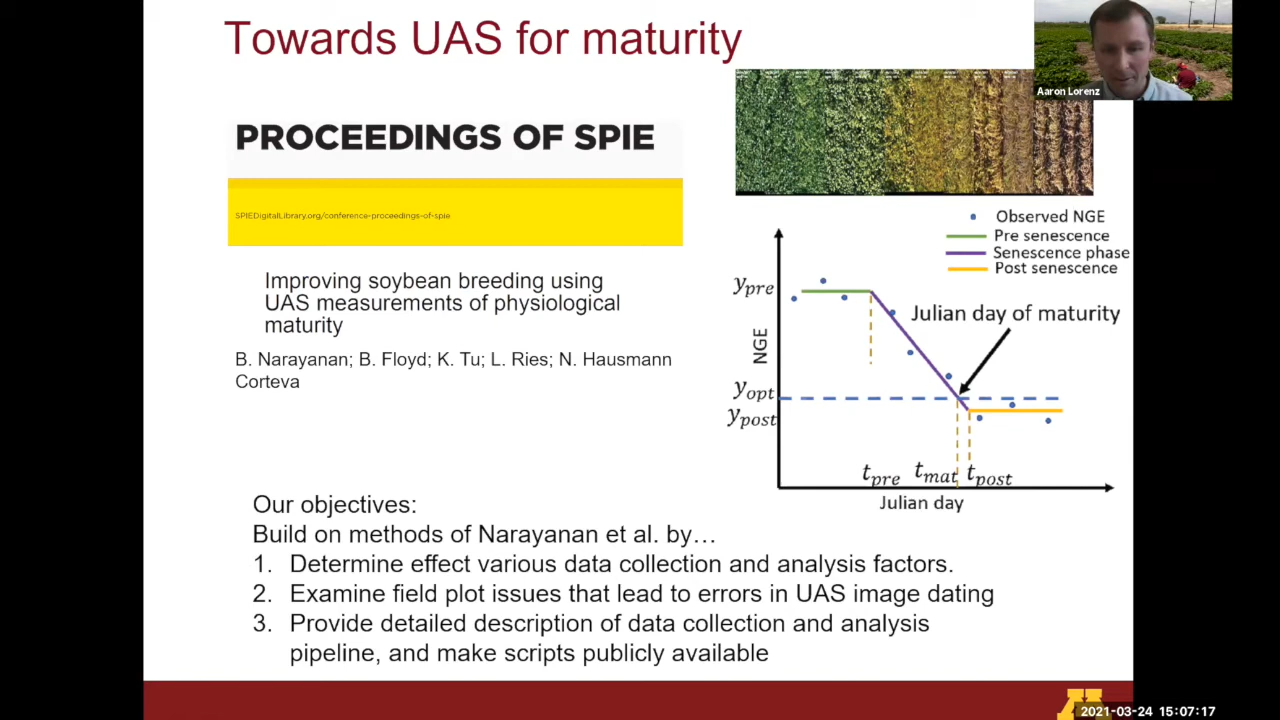 Towards UAS for maturity
Aaron Lorenz
PROCEEDINGS OF SPIE
SPIEDigitalLibrary.org/conference-proceedings-of-spie
Improving soybean breeding using
UAS measurements of physiological
maturity
B. Narayanan; B. Floyd; K. Tu; L. Ries; N. Hausmann
Corteva
Observed NGE
Pre senescence
Senescence phase
Post senescence
y_pre
Julian day of maturity
NGE
y_opt
y_post
t_pre t_mat t_post
Julian day
Our objectives:
Build on methods of Narayanan et al. by…
1. Determine effect various data collection and analysis factors.
2. Examine field plot issues that lead to errors in UAS image dating
3. Provide detailed description of data collection and analysis
pipeline, and make scripts publicly available
2021-03-24 15:07:17